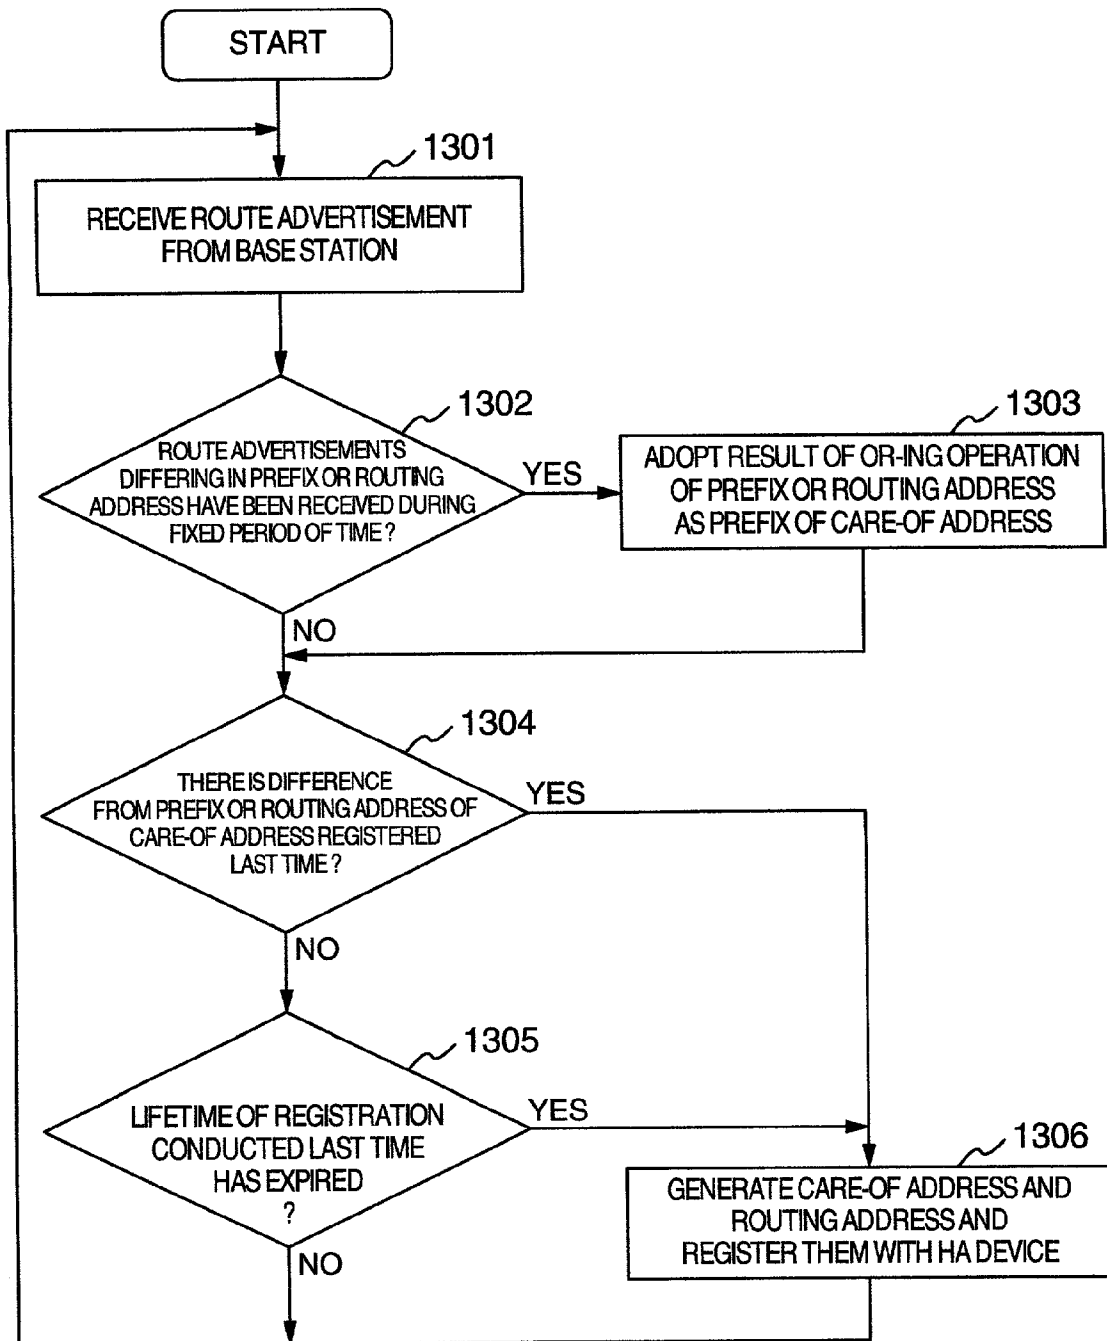 START
1301
RECEIVE ROUTE ADVERTISEMENT
FROM BASE STATION
1302
ROUTE ADVERTISEMENTS
DIFFERING IN PREFIX OR ROUTING
ADDRESS HAVE BEEN RECEIVED DURING
FIXED PERIOD OF TIME ?
YES
1303
ADOPT RESULT OF OR-ING OPERATION
OF PREFIX OR ROUTING ADDRESS
AS PREFIX OF CARE-OF ADDRESS
NO
1304
THERE IS DIFFERENCE
FROM PREFIX OR ROUTING ADDRESS OF
CARE-OF ADDRESS REGISTERED
LAST TIME ?
YES
NO
1305
LIFETIME OF REGISTRATION
CONDUCTED LAST TIME
HAS EXPIRED
?
YES
1306
GENERATE CARE-OF ADDRESS AND
ROUTING ADDRESS AND
REGISTER THEM WITH HA DEVICE
NO